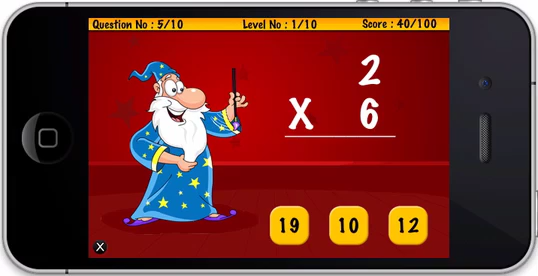 Question No : 5/10 Level No : 1/10 Score : 40/100
2
X 6
19 10 12
X